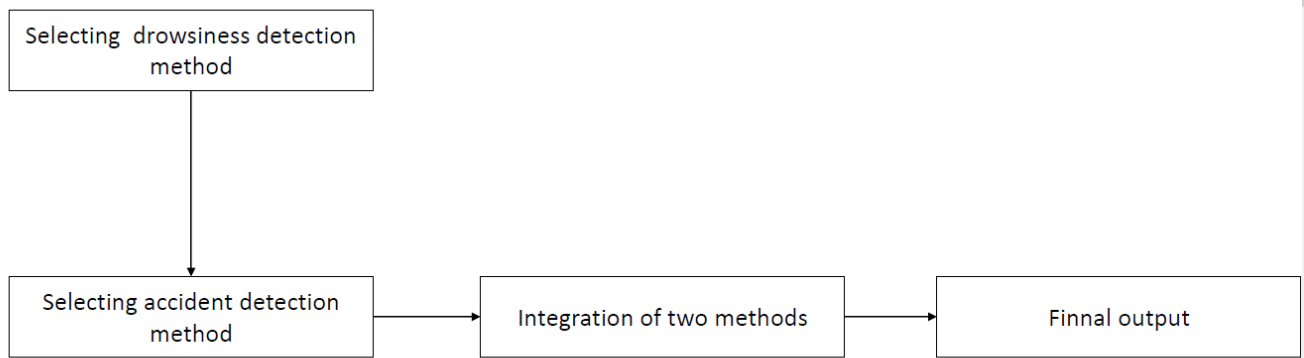 Selecting drowsiness detection
method
Selecting accident detection
method
Integration of two methods
Finnal output